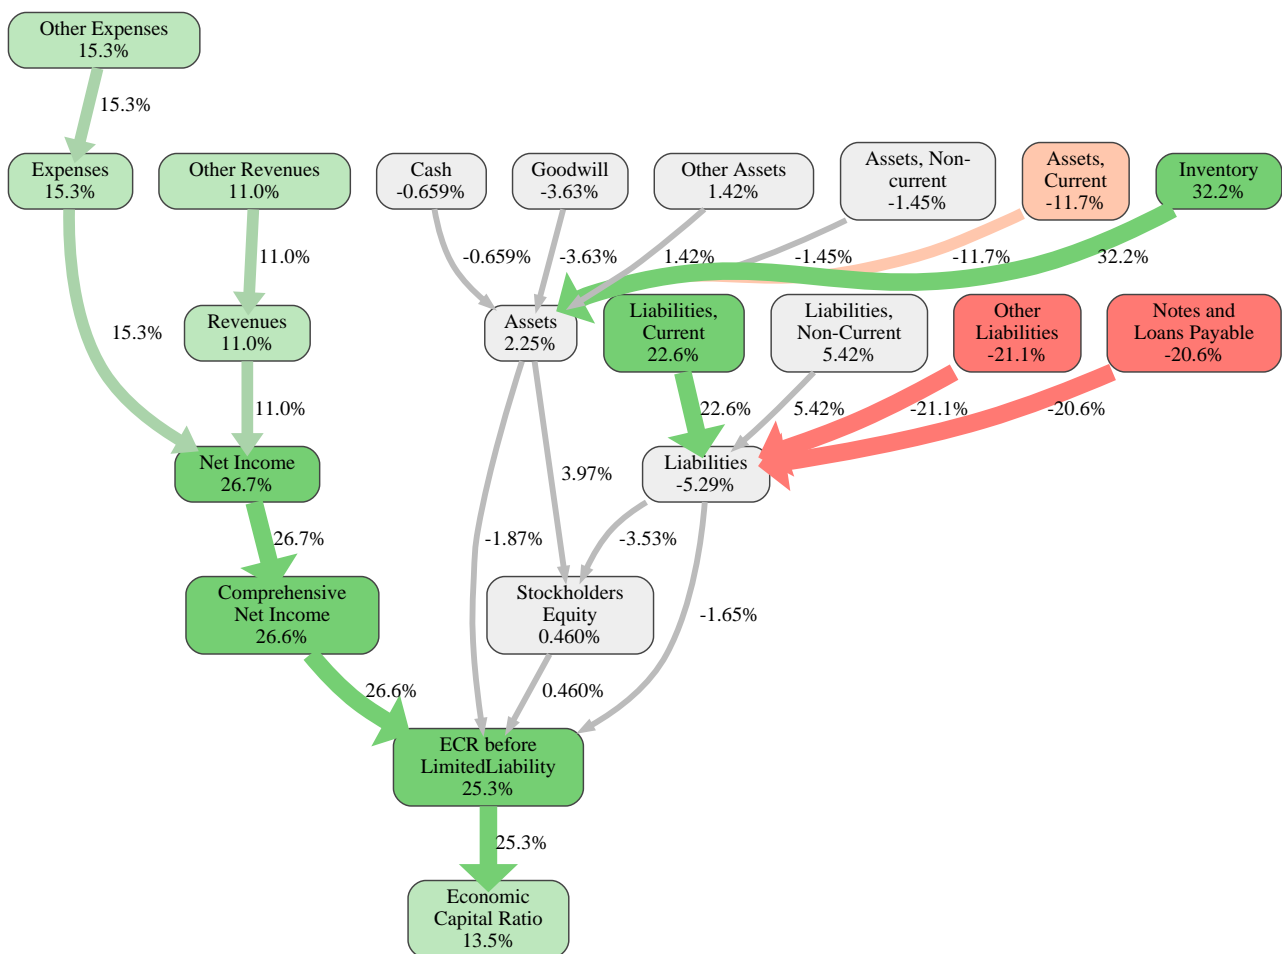 Other Expenses
15.3%
15.3%
Expenses
15.3%
Other Revenues
11.0%
Cash
-0.659%
Goodwill
-3.63%
Other Assets
1.42%
Assets, Non-
current
-1.45%
Assets,
Current
-11.7%
Inventory
32.2%
11.0%
-0.659%
-3.63%
1.42%
-1.45%
-11.7%
32.2%
15.3%
Revenues
11.0%
Assets
2.25%
Liabilities,
Current
22.6%
Liabilities,
Non-Current
5.42%
Other
Liabilities
-21.1%
Notes and
Loans Payable
-20.6%
11.0%
22.6%
5.42%
-21.1%
-20.6%
Net Income
26.7%
3.97%
Liabilities
-5.29%
26.7%
-1.87%
-3.53%
Comprehensive
Net Income
26.6%
Stockholders
Equity
0.460%
-1.65%
26.6%
0.460%
ECR before
LimitedLiability
25.3%
25.3%
Economic
Capital Ratio
13.5%